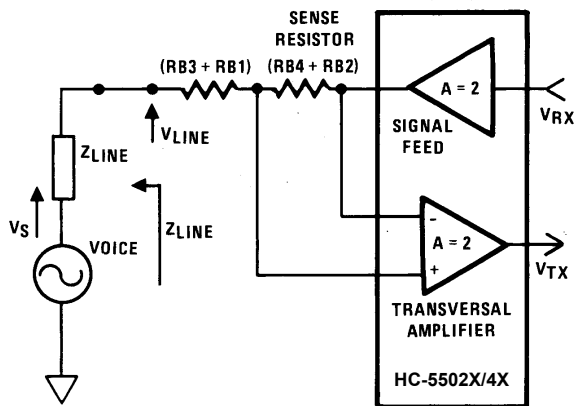 SENSE
RESISTOR
(RB3 + RB1)
(RB4 + RB2)
A = 2
SIGNAL
FEED
VRX
VLINE
ZLINE
VS
VOICE
ZLINE
-
A = 2
+
VTX
TRANSVERSAL
AMPLIFIER
HC-5502X/4X